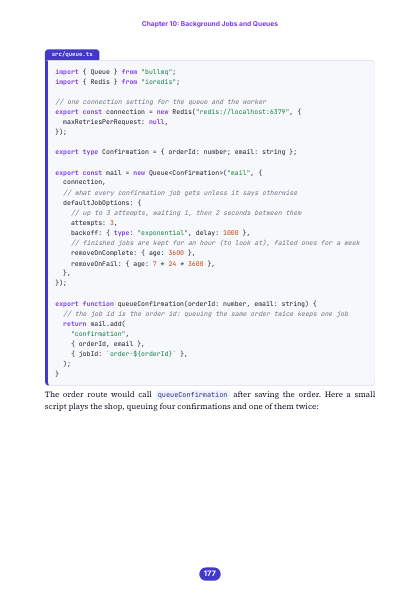 Chapter 10: Background Jobs and Queues
src/queue.ts
import { Queue } from "bullmq";
import { Redis } from "ioredis";
// one connection setting for the queue and the worker
export const connection = new Redis("redis://localhost:6379", {
  maxRetriesPerRequest: null,
});
export type Confirmation = { orderId: number; email: string };
export const mail = new Queue<Confirmation>("mail", {
  connection,
  // what every confirmation job gets unless it says otherwise
  defaultJobOptions: {
    // up to 3 attempts, waiting 1, then 2 seconds between them
    attempts: 3,
    backoff: { type: "exponential", delay: 1000 },
    // finished jobs are kept for an hour (to look at), failed ones for a week
    removeOnComplete: { age: 3600 },
    removeOnFail: { age: 7 * 24 * 3600 },
  },
});
export function queueConfirmation(orderId: number, email: string) {
  // the job id is the order id: queuing the same order twice keeps one job
  return mail.add(
    "confirmation",
    { orderId, email },
    { jobId: `order-${orderId}` },
  );
}
The order route would call queueConfirmation after saving the order. Here a small
script plays the shop, queuing four confirmations and one of them twice:
177